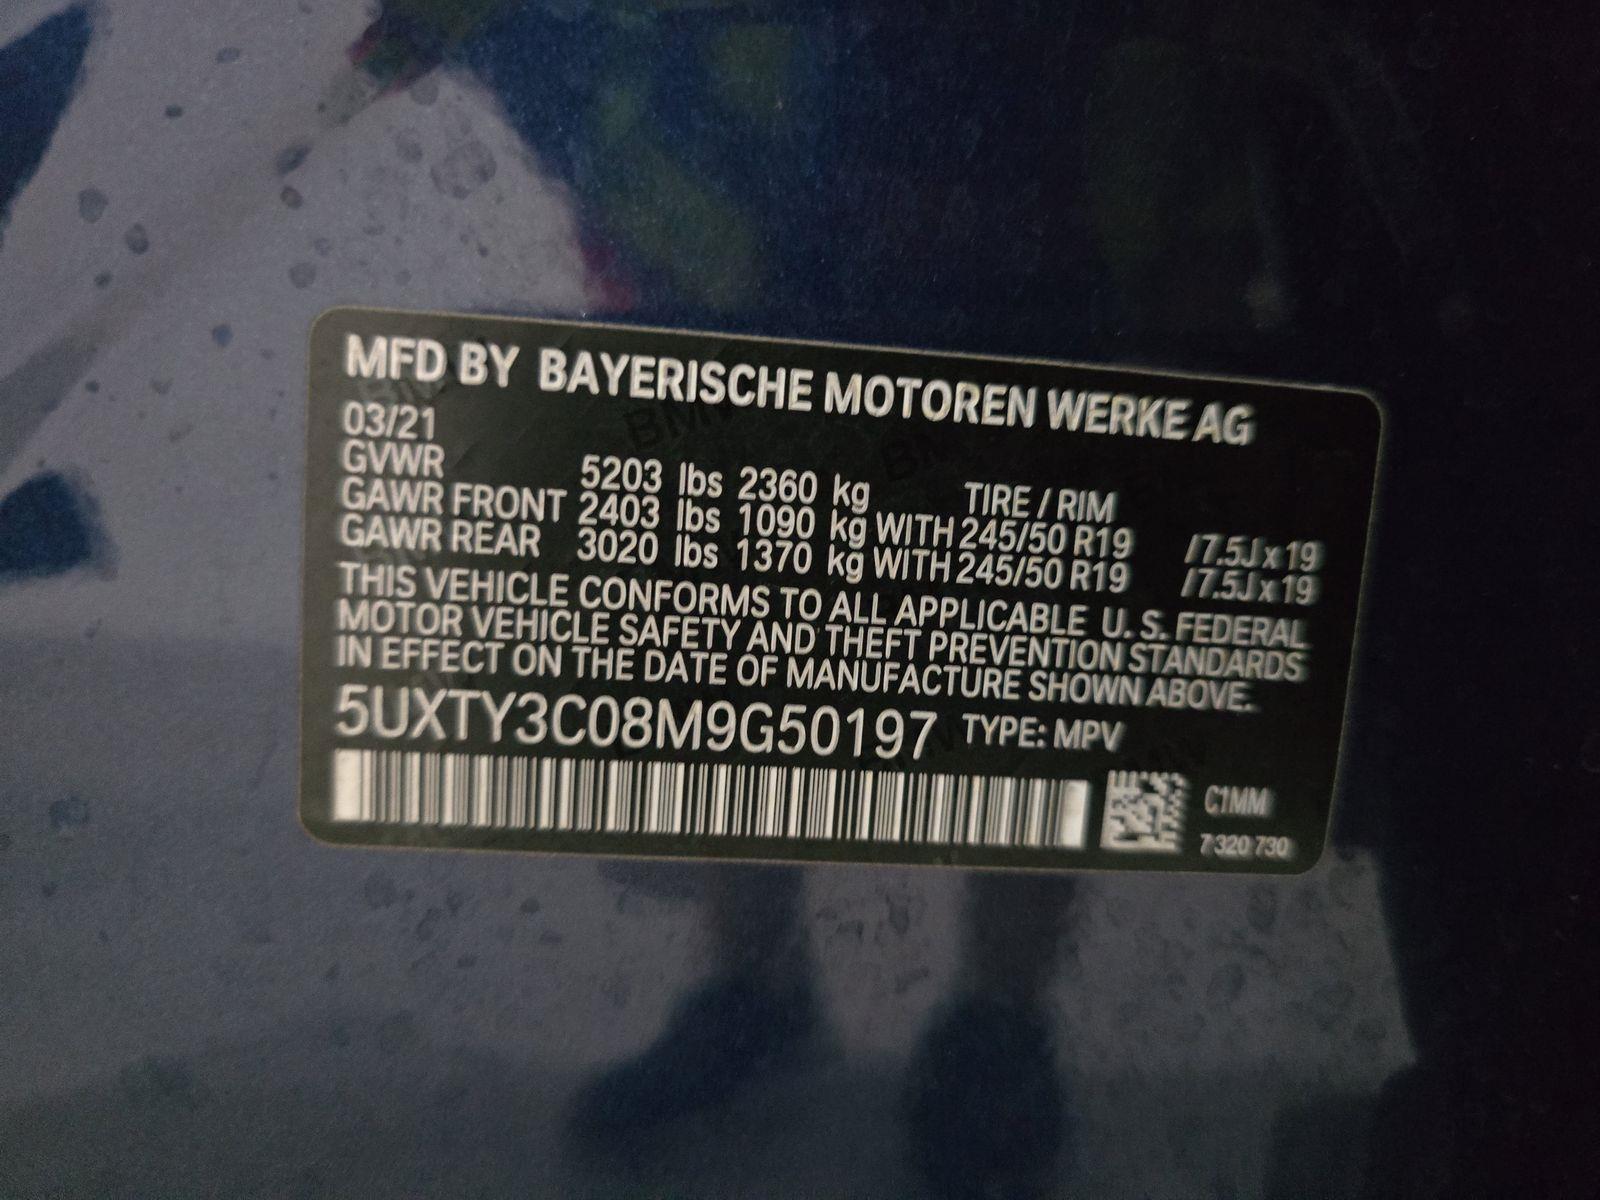 MFD BY BAYERISCHE MOTOREN WERKE AG
03/21
GVWR 5203 lbs 2360 kg TIRE / RIM
GAWR FRONT 2403 lbs 1090 kg WITH 245/50 R19 /7.5J x 19
GAWR REAR 3020 lbs 1370 kg WITH 245/50 R19 /7.5J x 19
THIS VEHICLE CONFORMS TO ALL APPLICABLE U. S. FEDERAL
MOTOR VEHICLE SAFETY AND THEFT PREVENTION STANDARDS
IN EFFECT ON THE DATE OF MANUFACTURE SHOWN ABOVE.
5UXTY3C08M9G50197 TYPE: MPV
C1MM
7 320 730